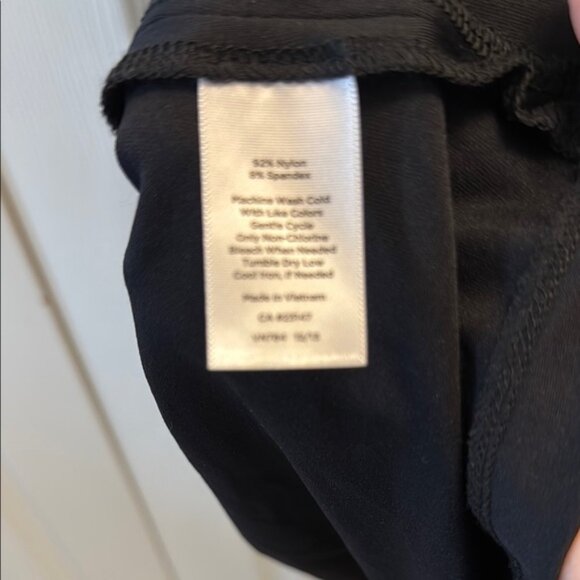 92% Nylon
8% Spandex
Machine Wash Cold
With Like Colors
Gentle Cycle
Only Non-Chlorine
Bleach When Needed
Tumble Dry Low
Cool Iron, if Needed
Made in Vietnam
CA